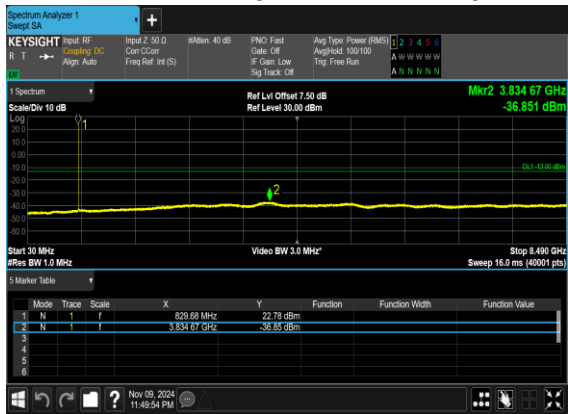 Spectrum Analyzer 1
Swept SA
+
KEYSIGHT Input: RF Input Z: 50 Ω #Atten: 40 dB PNO: Fast Avg Type: Power (RMS) 1 2 3 4 5 6
R T Coupling: DC Corr CCorr Gate: Off Avg|Hold: 100/100 A W W W W W
Align: Auto Freq Ref: Int (S) IF Gain: Low Trig: Free Run
LXI Sig Track: Off A N N N N N
1 Spectrum Ref Lvl Offset 7.50 dB Mkr2 3.834 67 GHz
Scale/Div 10 dB Ref Level 30.00 dBm -36.851 dBm
Log
20.0
10.0
0.00
-10.0
-20.0
-30.0
-40.0
-50.0
-60.0
1
DL1 -13.00 dBm
2
Start 30 MHz Video BW 3.0 MHz* Stop 8.490 GHz
#Res BW 1.0 MHz Sweep 16.0 ms (40001 pts)
5 Marker Table
Mode Trace Scale X Y Function Function Width Function Value
1 N 1 f 829.68 MHz 22.78 dBm
2 N 1 f 3.834 67 GHz -36.85 dBm
3
4
5
6
? Nov 09, 2024
11:49:54 PM